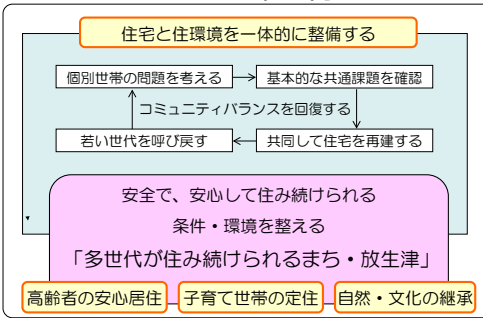 住宅と住環境を一体的に整備する
個別世帯の問題を考える
基本的な共通課題を確認
コミュニティバランスを回復する
若い世代を呼び戻す
共同して住宅を再建する
安全で、安心して住み続けられる
条件・環境を整える
「多世代が住み続けられるまち・放生津」
高齢者の安心居住
子育て世帯の定住
自然・文化の継承